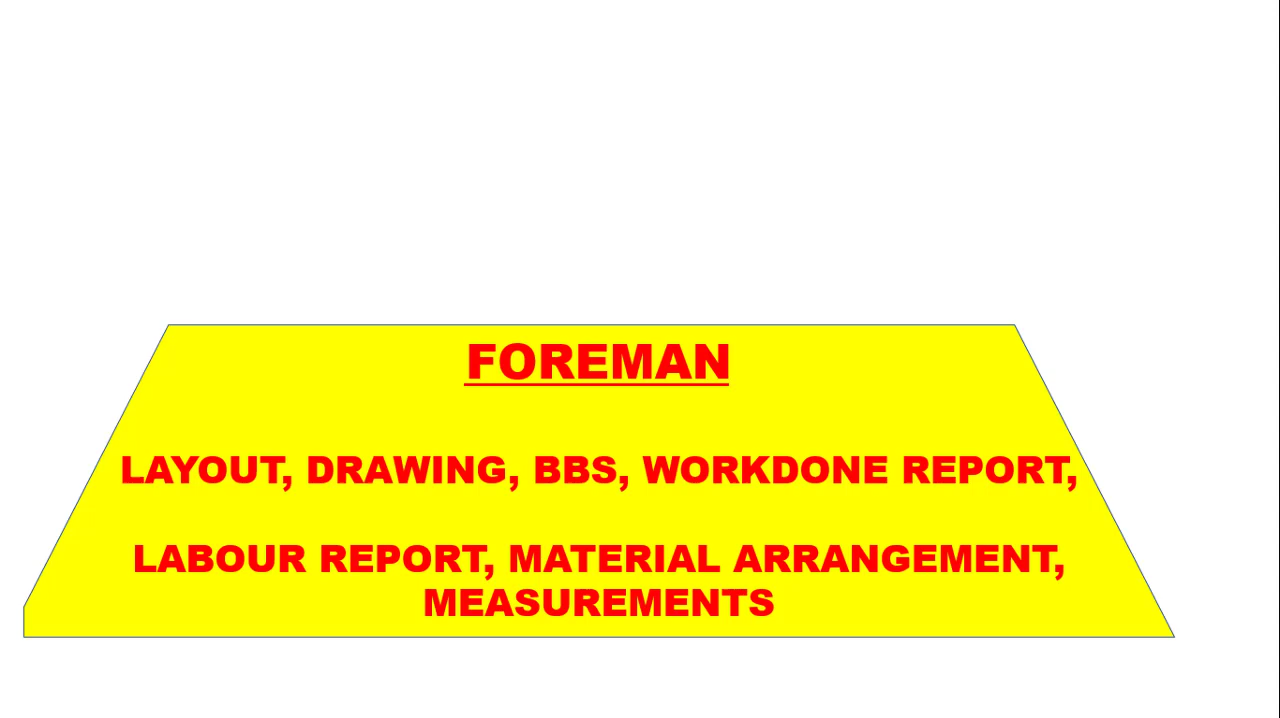 FOREMAN
LAYOUT, DRAWING, BBS, WORKDONE REPORT,
LABOUR REPORT, MATERIAL ARRANGEMENT,
MEASUREMENTS